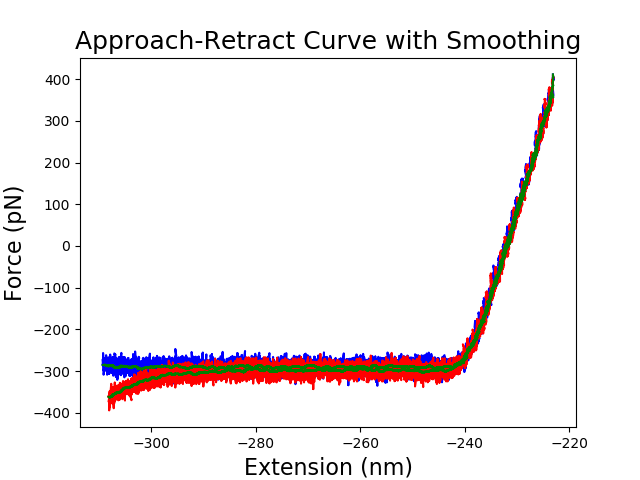 Approach-Retract Curve with Smoothing
400
300
200
100
0
−100
−200
−300
−400
Force (pN)
−300 −280 −260 −240 −220
Extension (nm)